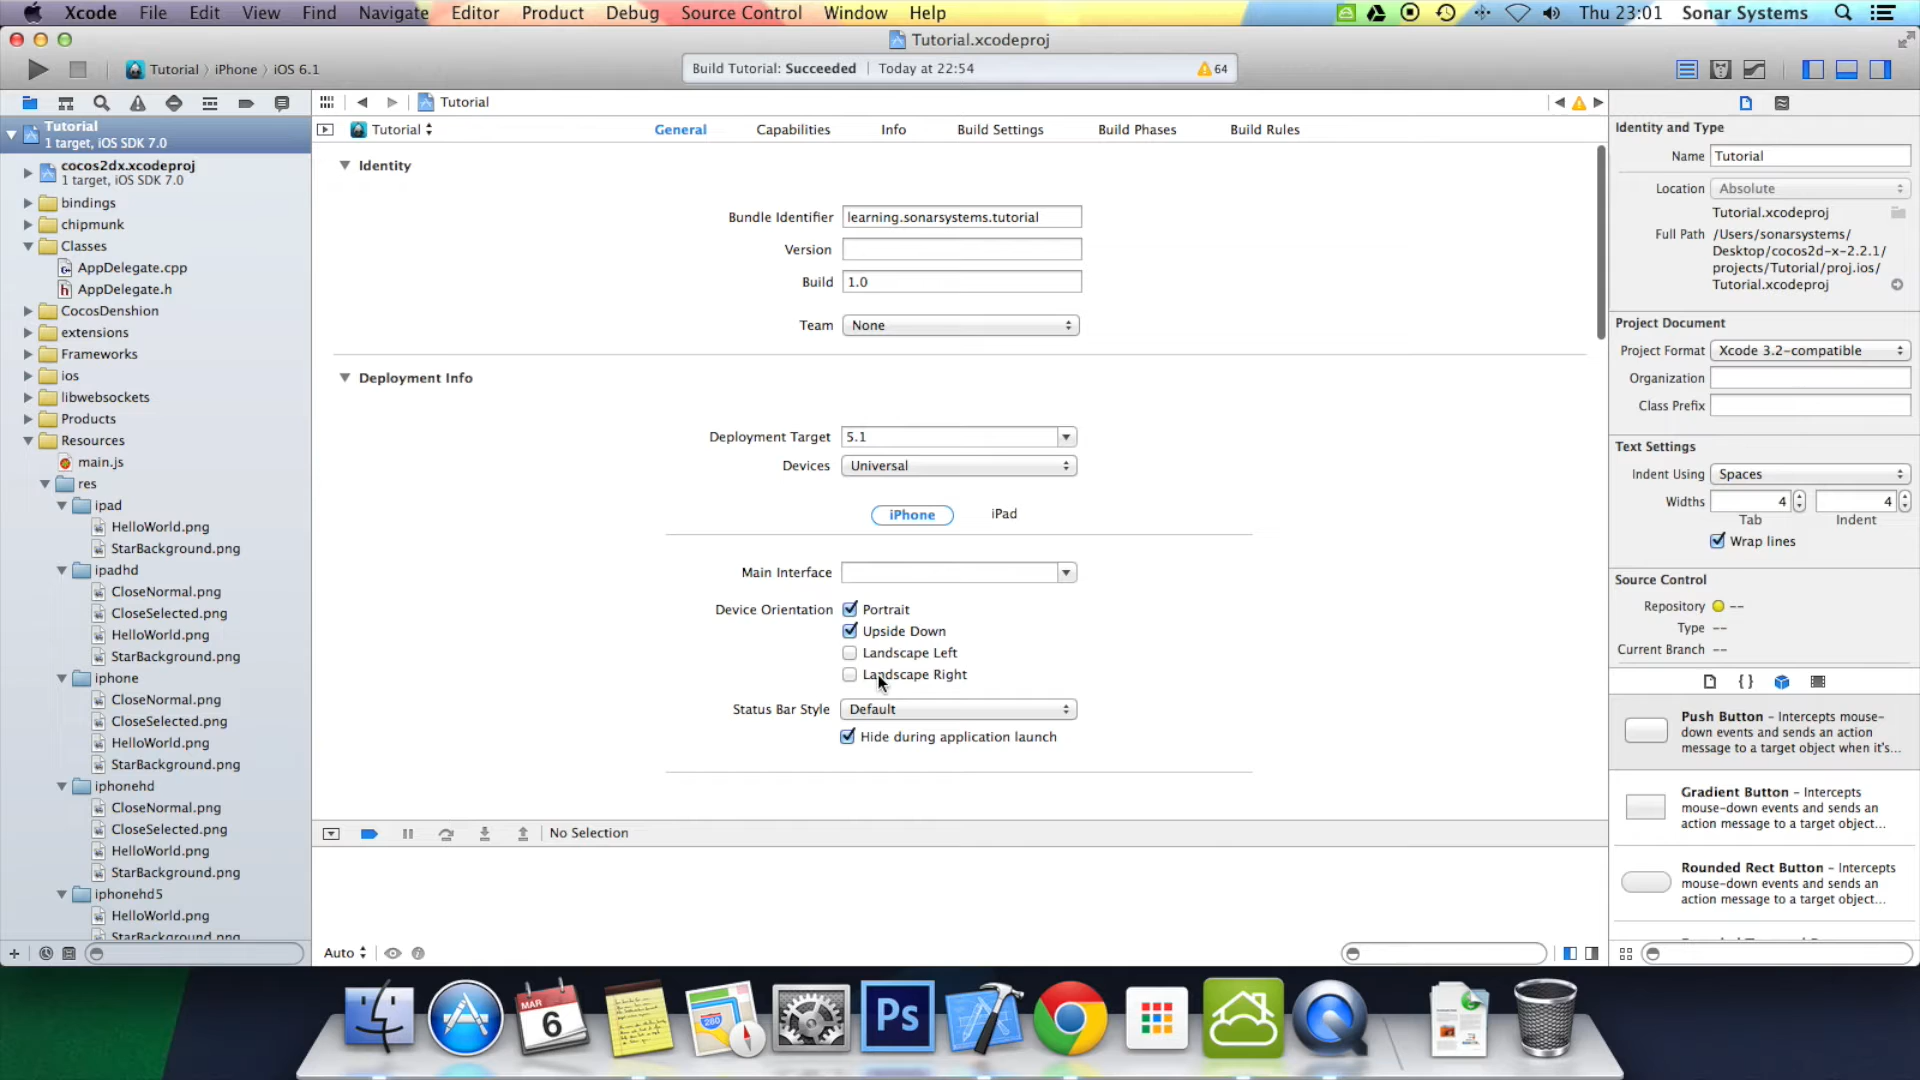 Xcode File Edit View Find Navigate Editor Product Debug Source Control Window Help Thu 23:01 Sonar Systems
Tutorial.xcodeproj
Tutorial iPhone iOS 6.1
Build Tutorial: Succeeded Today at 22:54 64
Tutorial
1 target, iOS SDK 7.0
cocos2dx.xcodeproj
1 target, iOS SDK 7.0
bindings
chipmunk
Classes
AppDelegate.cpp
AppDelegate.h
CocosDenshion
extensions
Frameworks
ios
libwebsockets
Products
Resources
main.js
res
ipad
HelloWorld.png
StarBackground.png
ipadhd
CloseNormal.png
CloseSelected.png
HelloWorld.png
StarBackground.png
iphone
CloseNormal.png
CloseSelected.png
HelloWorld.png
StarBackground.png
iphonehd
CloseNormal.png
CloseSelected.png
HelloWorld.png
StarBackground.png
iphonehd5
HelloWorld.png
StarBackground.png
Tutorial
Tutorial General Capabilities Info Build Settings Build Phases Build Rules
Identity
Bundle Identifier learning.sonarsystems.tutorial
Version
Build 1.0
Team None
Deployment Info
Deployment Target 5.1
Devices Universal
iPhone iPad
Main Interface
Device Orientation Portrait
Upside Down
Landscape Left
Landscape Right
Status Bar Style Default
Hide during application launch
No Selection
Auto
Identity and Type
Name Tutorial
Location Absolute
Tutorial.xcodeproj
Full Path /Users/sonarsystems/
Desktop/cocos2d-x-2.2.1/
projects/Tutorial/proj.ios/
Tutorial.xcodeproj
Project Document
Project Format Xcode 3.2-compatible
Organization
Class Prefix
Text Settings
Indent Using Spaces
Widths 4 4
Tab Indent
Wrap lines
Source Control
Repository --
Type --
Current Branch --
{ }
Push Button - Intercepts mouse-
down events and sends an action
message to a target object when it's...
Gradient Button - Intercepts
mouse-down events and sends an
action message to a target object...
Rounded Rect Button - Intercepts
mouse-down events and sends an
action message to a target object...
MAR
6
280
Ps